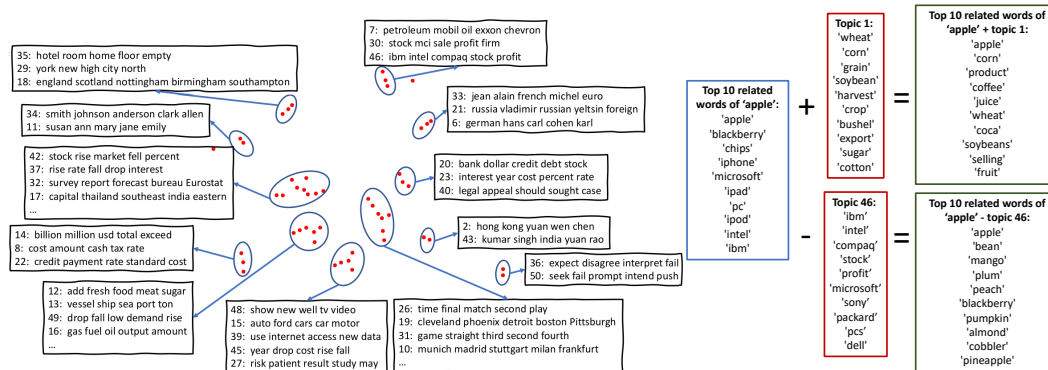 35: hotel room home floor empty
29: york new high city north
18: england scotland nottingham birmingham southampton
34: smith johnson anderson clark allen
11: susan ann mary jane emily
42: stock rise market fell percent
37: rise rate fall drop interest
32: survey report forecast bureau Eurostat
17: capital thailand southeast india eastern
...
14: billion million usd total exceed
8: cost amount cash tax rate
22: credit payment rate standard cost
12: add fresh food meat sugar
13: vessel ship sea port ton
49: drop fall low demand rise
16: gas fuel oil output amount
...
48: show new well tv video
15: auto ford cars car motor
39: use internet access new data
45: year drop cost rise fall
27: risk patient result study may
7: petroleum mobil oil exxon chevron
30: stock mci sale profit firm
46: ibm intel compaq stock profit
33: jean alain french michel euro
21: russia vladimir russian yeltsin foreign
6: german hans carl cohen karl
20: bank dollar credit debt stock
23: interest year cost percent rate
40: legal appeal should sought case
2: hong kong yuan wen chen
43: kumar singh india yuan rao
36: expect disagree interpret fail
50: seek fail prompt intend push
26: time final match second play
19: cleveland phoenix detroit boston Pittsburgh
31: game straight third second fourth
10: munich madrid stuttgart milan frankfurt
...
Top 10 related
words of 'apple':
'apple'
'blackberry'
'chips'
'iphone'
'microsoft'
'ipad'
'pc'
'ipod'
'intel'
'ibm'
+
-
Topic 1:
'wheat'
'corn'
'grain'
'soybean'
'harvest'
'crop'
'bushel'
'export'
'sugar'
'cotton'
=
Top 10 related words of
'apple' + topic 1:
'apple'
'corn'
'product'
'coffee'
'juice'
'wheat'
'coca'
'soybeans'
'selling'
'fruit'
Topic 46:
'ibm'
'intel'
'compaq'
'stock'
'profit'
'microsoft'
'sony'
'packard'
'pcs'
'dell'
=
Top 10 related words of
'apple' - topic 46:
'apple'
'bean'
'mango'
'plum'
'peach'
'blackberry'
'pumpkin'
'almond'
'cobbler'
'pineapple'